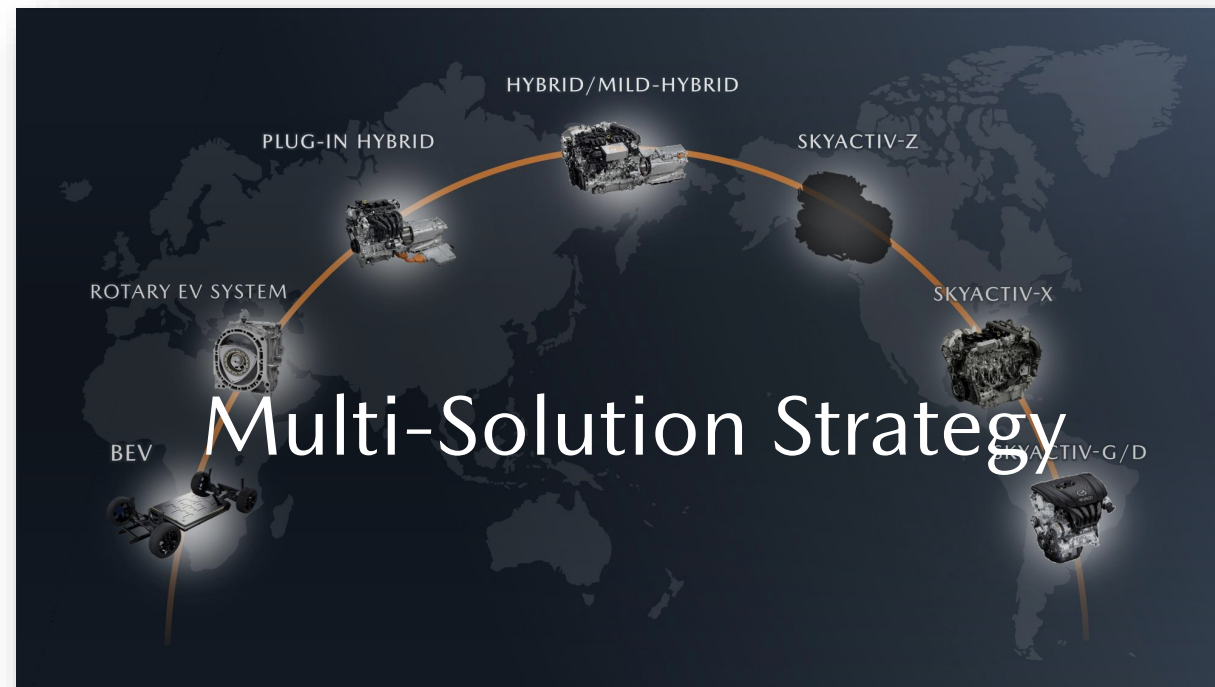 HYBRID/MILD-HYBRID
PLUG-IN HYBRID
SKYACTIV-Z
ROTARY EV SYSTEM
SKYACTIV-X
Multi-Solution Strategy
BEV
SKYACTIV-G/D